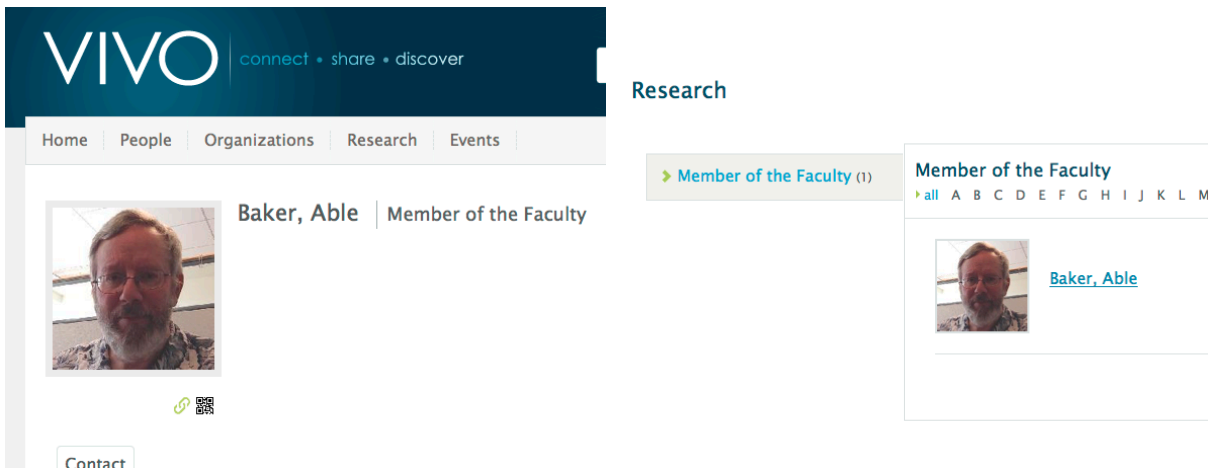 VIVO connect • share • discover
Home People Organizations Research Events
Baker, Able Member of the Faculty
Contact
Research
Member of the Faculty (1)
Member of the Faculty
all A B C D E F G H I J K L M
Baker, Able